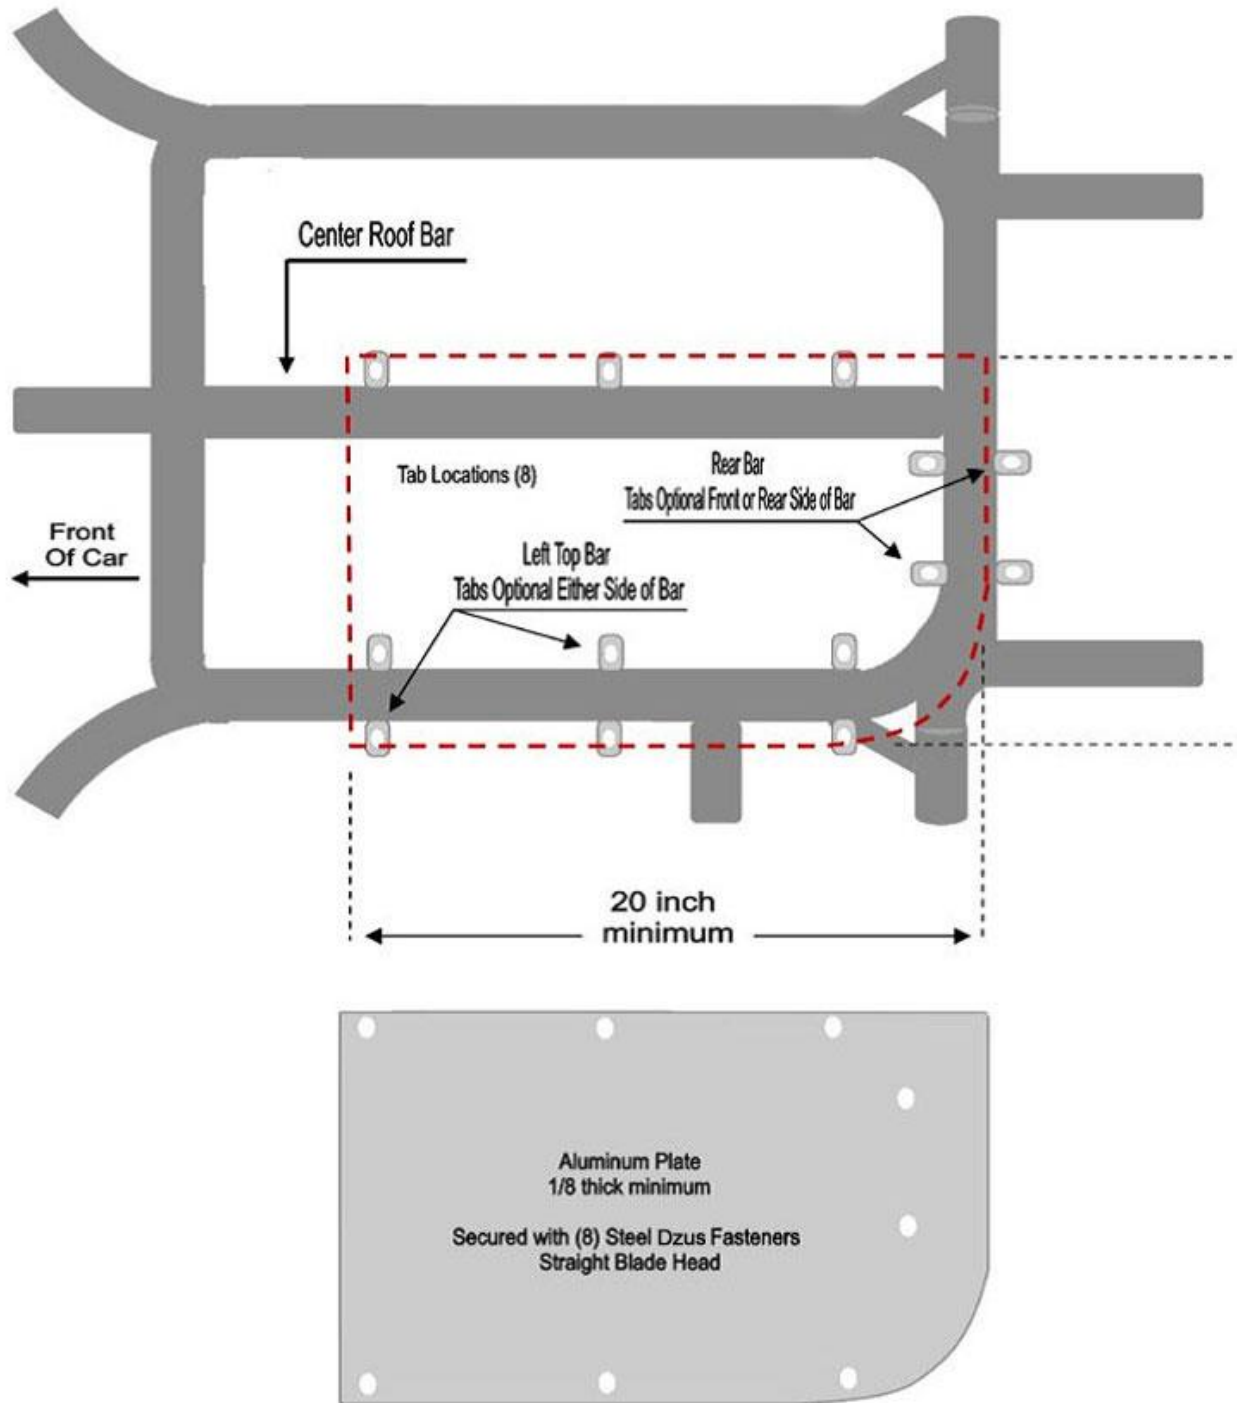 Center Roof Bar
Tab Locations (8)
Rear Bar
Tabs Optional Front or Rear Side of Bar
Front
Of Car
Left Top Bar
Tabs Optional Either Side of Bar
20 inch
minimum
Aluminum Plate
1/8 thick minimum
Secured with (8) Steel Dzus Fasteners
Straight Blade Head